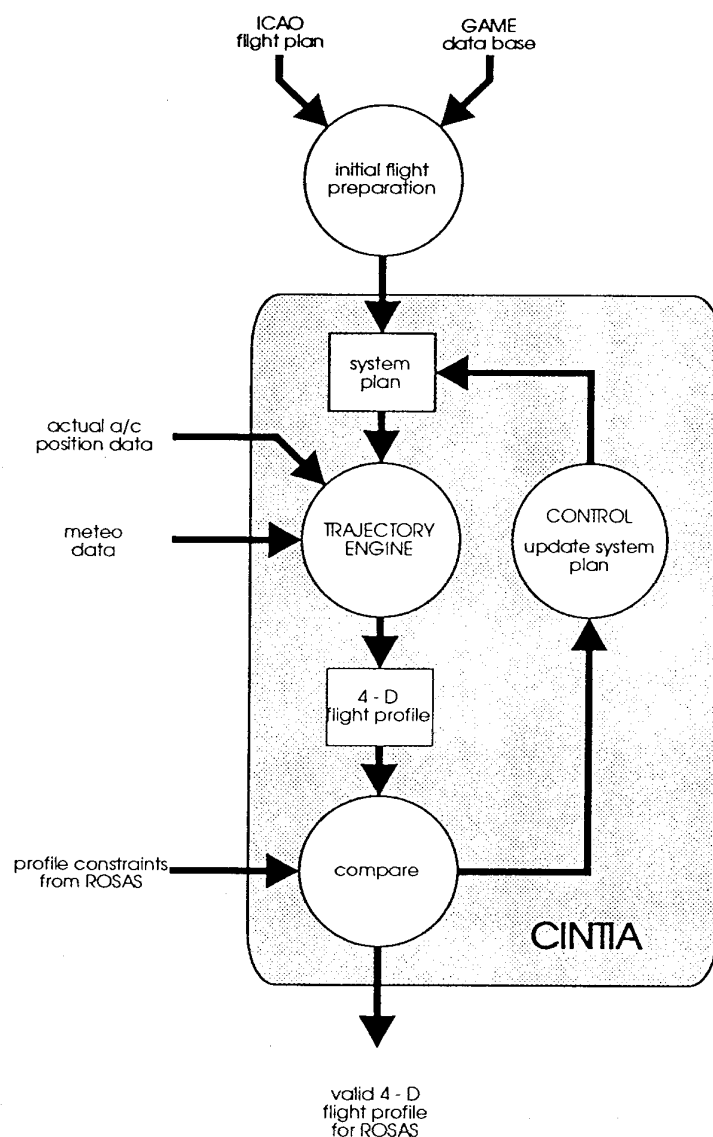 ICAO
flight plan
GAME
data base
initial flight
preparation
system
plan
actual a/c
position data
TRAJECTORY
ENGINE
CONTROL
update system
plan
meteo
data
4 - D
flight profile
profile constraints
from ROSAS
compare
CINTIA
valid 4 - D
flight profile
for ROSAS